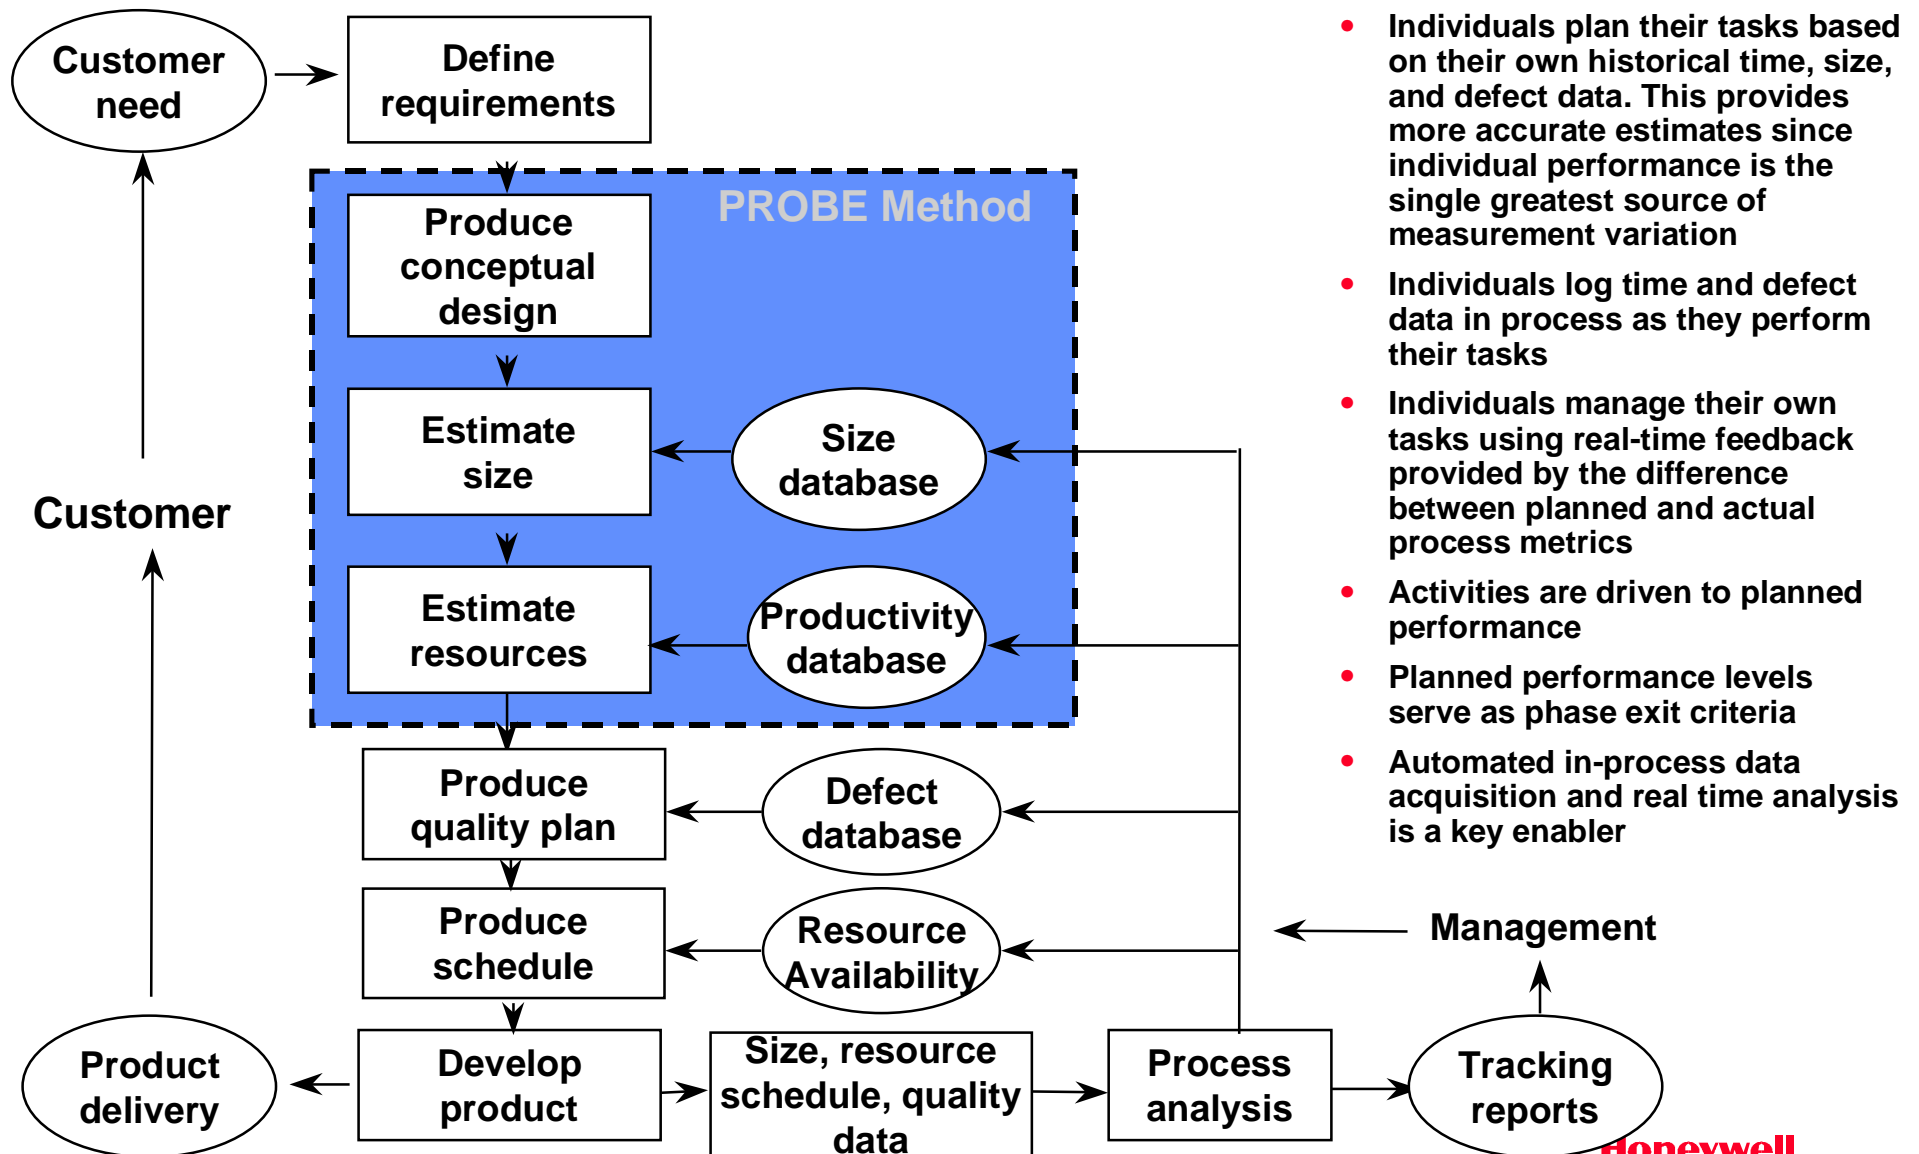 Customer
need
Define
requirements
PROBE Method
Produce
conceptual
design
Estimate
size
Size
database
Customer
Estimate
resources
Productivity
database
Produce
quality plan
Defect
database
Produce
schedule
Resource
Availability
Management
Product
delivery
Develop
product
Size, resource
schedule, quality
data
Process
analysis
Tracking
reports
• Individuals plan their tasks based
on their own historical time, size,
and defect data. This provides
more accurate estimates since
individual performance is the
single greatest source of
measurement variation
• Individuals log time and defect
data in process as they perform
their tasks
• Individuals manage their own
tasks using real-time feedback
provided by the difference
between planned and actual
process metrics
• Activities are driven to planned
performance
• Planned performance levels
serve as phase exit criteria
• Automated in-process data
acquisition and real time analysis
is a key enabler
Honeywell